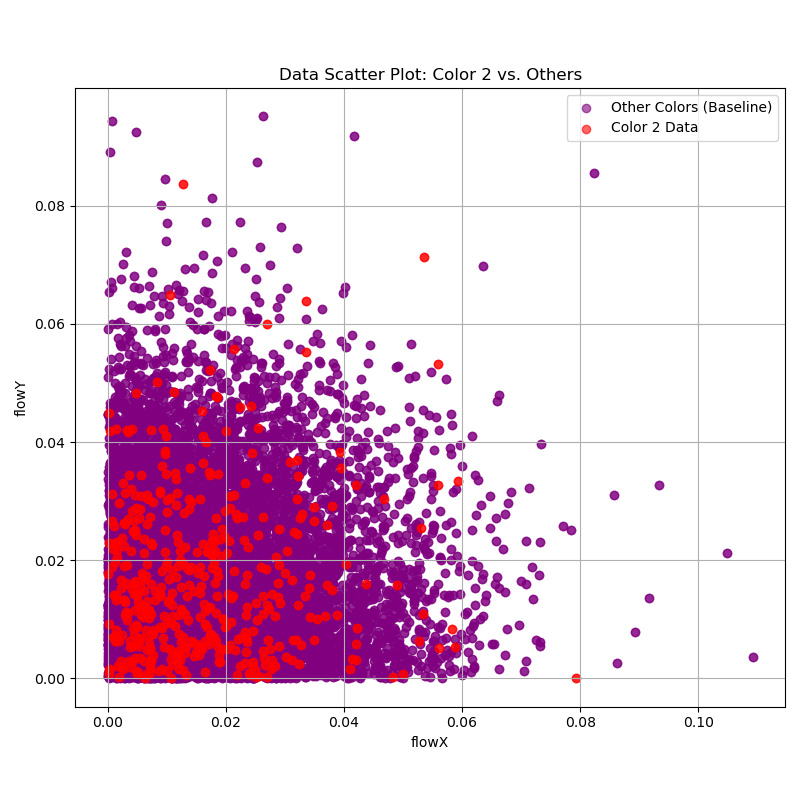 Data Scatter Plot: Color 2 vs. Others
Other Colors (Baseline)
Color 2 Data
flowY
0.08
0.06
0.04
0.02
0.00
0.00 0.02 0.04 0.06 0.08 0.10
flowX